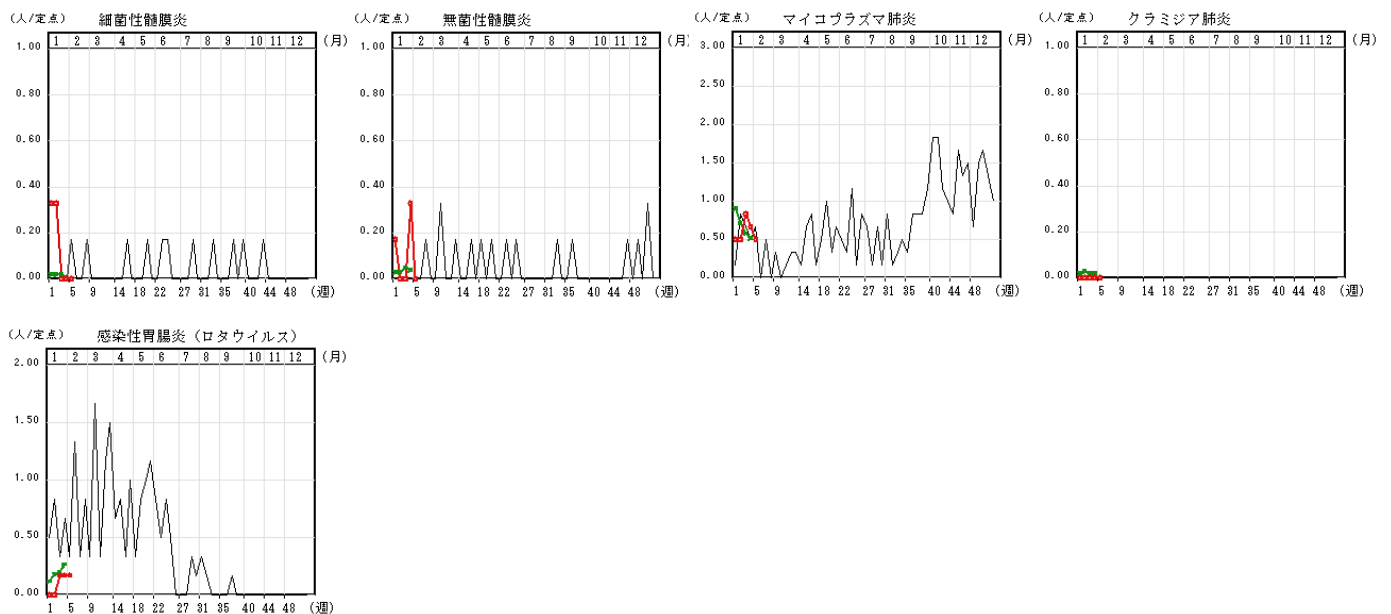 (人/定点) 細菌性髄膜炎
1.00 1 2 3 4 5 6 7 8 9 10 11 12 (月)
0.80
0.60
0.40
0.20
0.00
1 5 9 14 18 22 27 31 35 40 44 48 (週)
(人/定点) 無菌性髄膜炎
1.00 1 2 3 4 5 6 7 8 9 10 11 12 (月)
0.80
0.60
0.40
0.20
0.00
1 5 9 14 18 22 27 31 35 40 44 48 (週)
(人/定点) マイコプラズマ肺炎
3.00 1 2 3 4 5 6 7 8 9 10 11 12 (月)
2.50
2.00
1.50
1.00
0.50
0.00
1 5 9 14 18 22 27 31 35 40 44 48 (週)
(人/定点) クラミジア肺炎
1.00 1 2 3 4 5 6 7 8 9 10 11 12 (月)
0.80
0.60
0.40
0.20
0.00
1 5 9 14 18 22 27 31 35 40 44 48 (週)
(人/定点) 感染性胃腸炎（ロタウイルス）
2.00 1 2 3 4 5 6 7 8 9 10 11 12 (月)
1.50
1.00
0.50
0.00
1 5 9 14 18 22 27 31 35 40 44 48 (週)